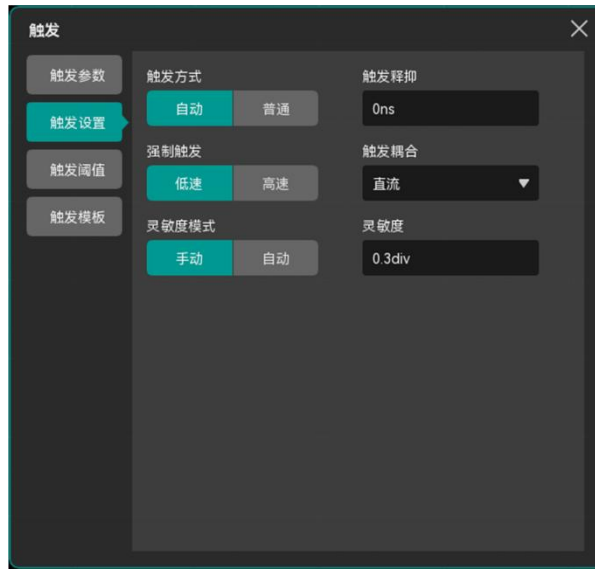 触发
触发参数
触发设置
触发阈值
触发模板
触发方式
自动 普通
触发释抑
0ns
强制触发
低速 高速
触发耦合
直流
灵敏度模式
手动 自动
灵敏度
0.3div